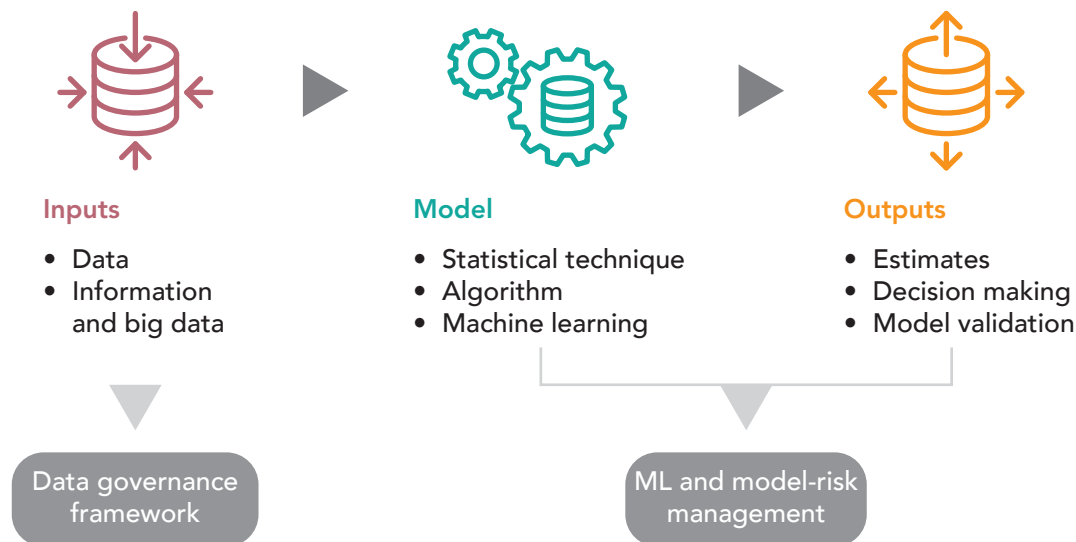 Inputs
• Data
• Information
and big data
Model
• Statistical technique
• Algorithm
• Machine learning
Outputs
• Estimates
• Decision making
• Model validation
Data governance
framework
ML and model-risk
management